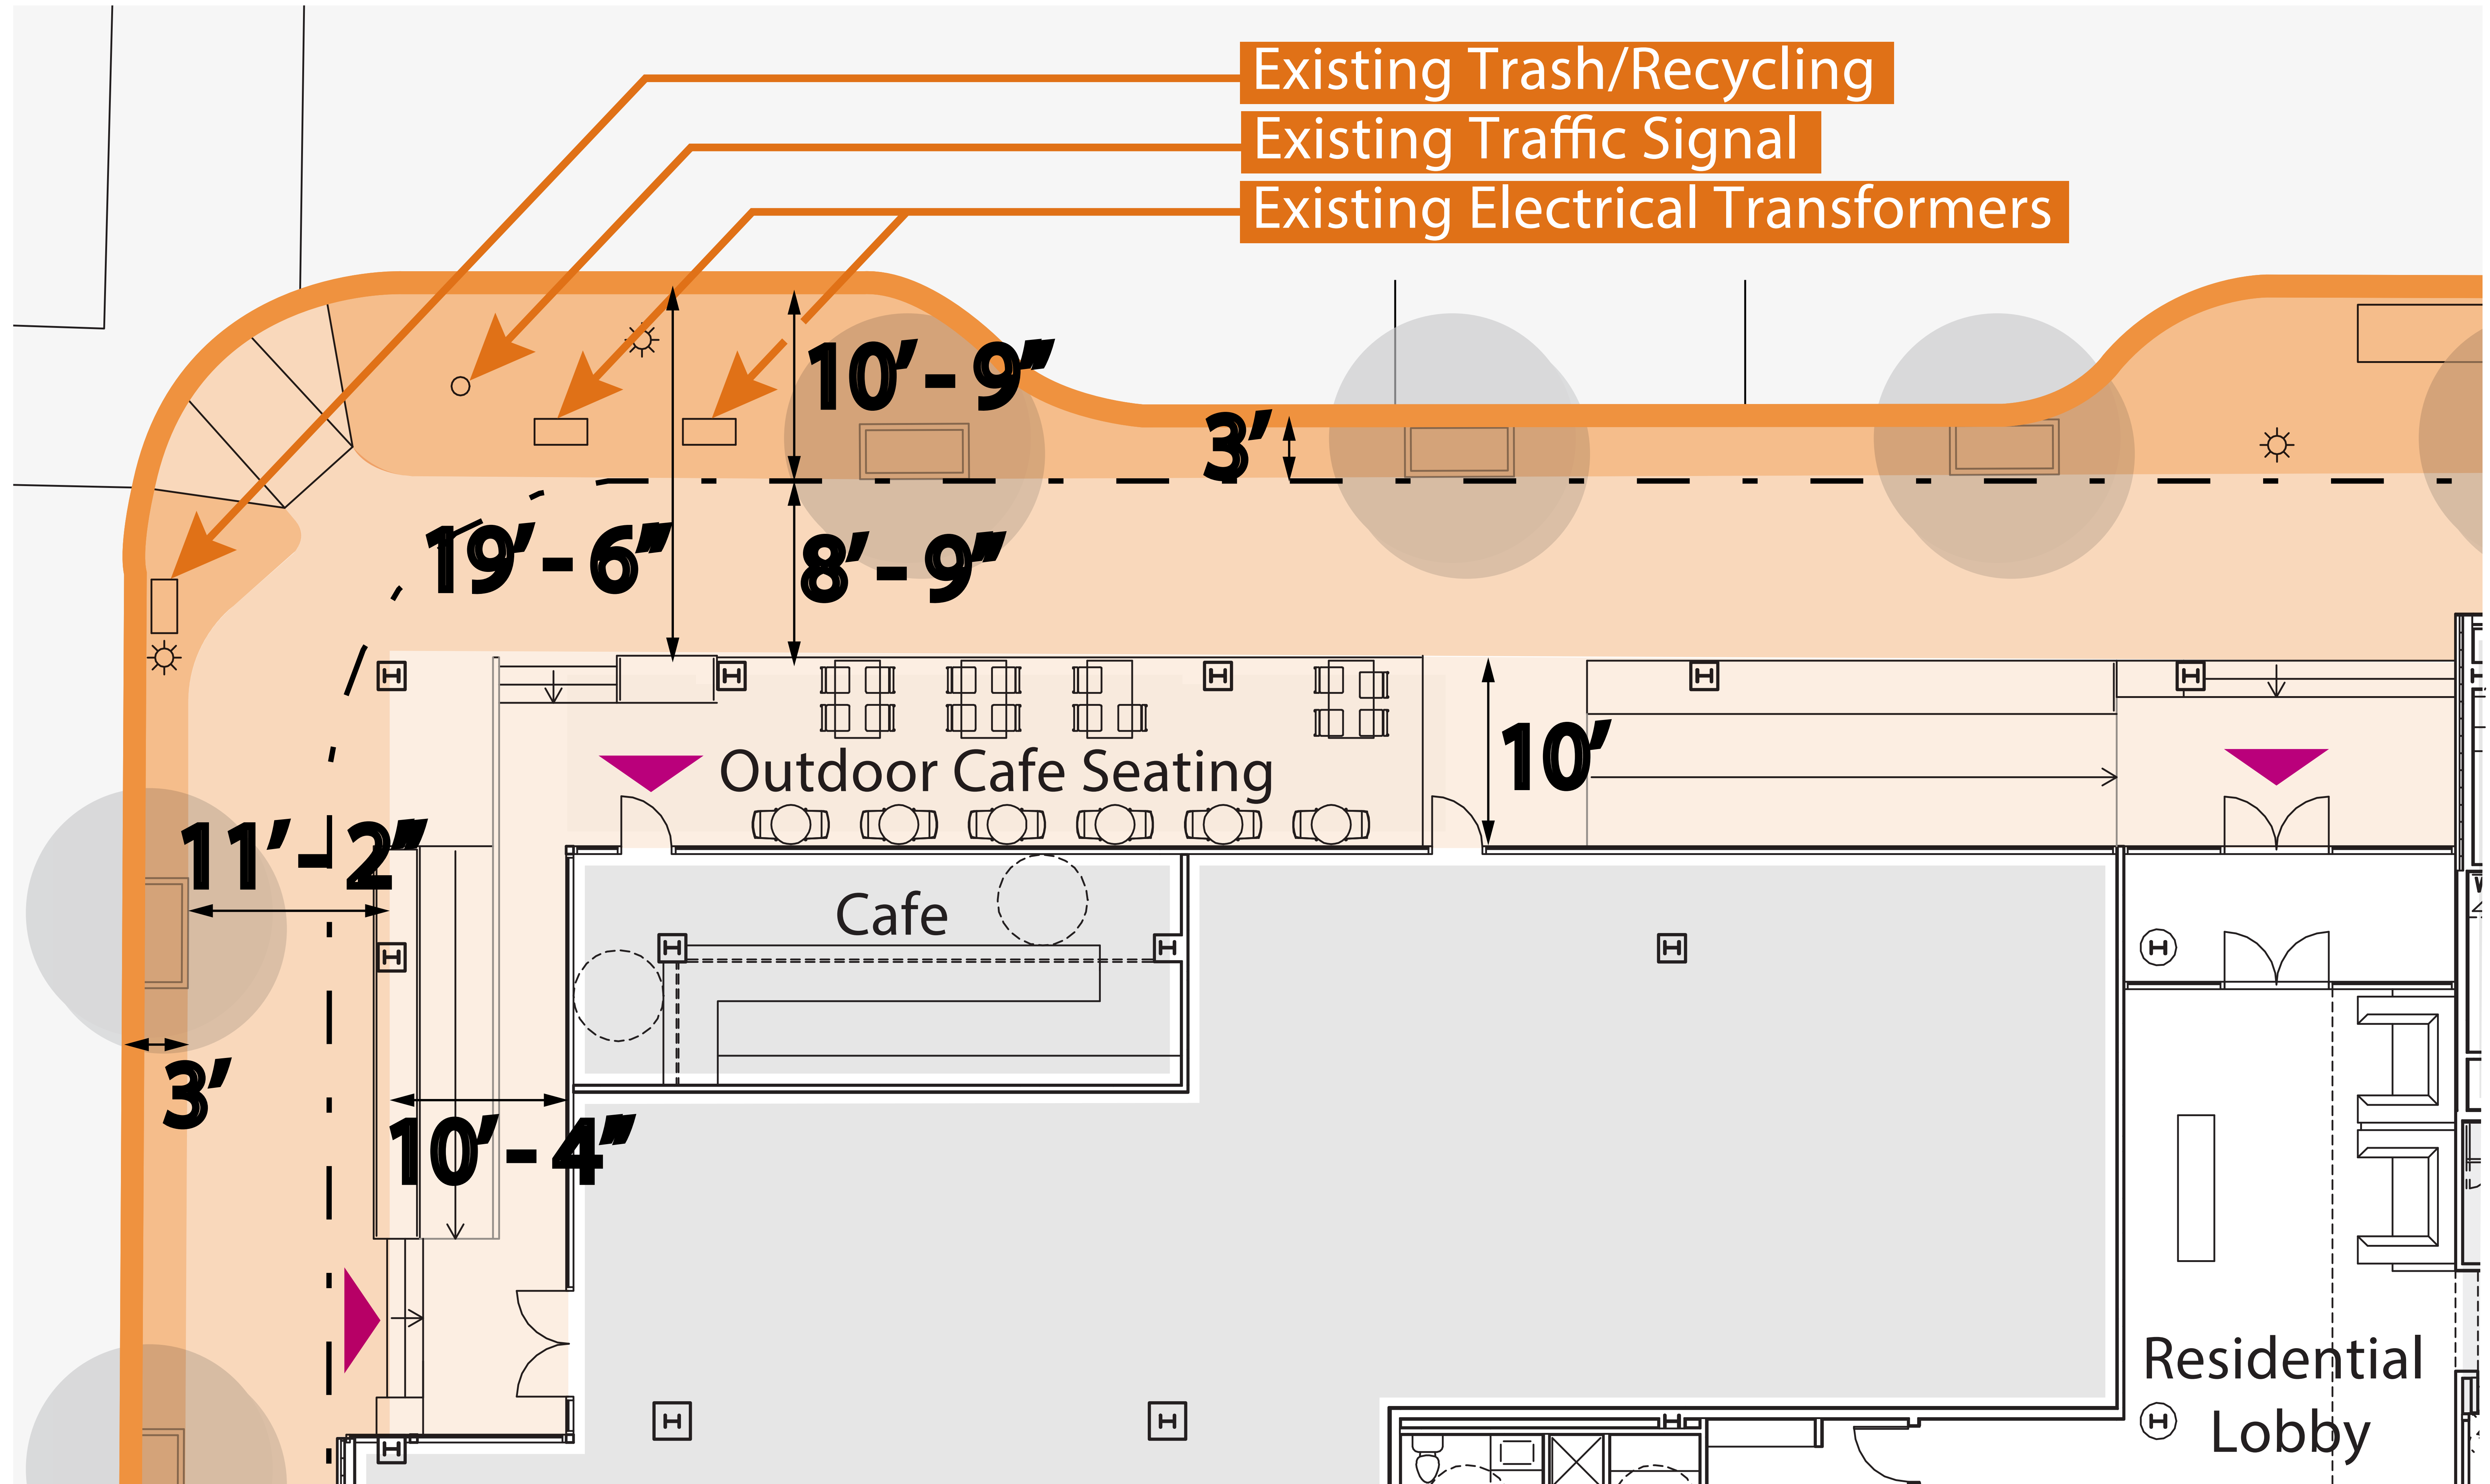 Existing Trash/Recycling
Existing Traffic Signal
Existing Electrical Transformers
10’ - 9”
3’
19’ - 6”
8’ - 9”
10’
Outdoor Cafe Seating
11’ - 2”
Cafe
3’
10’ - 4”
Residential
Lobby